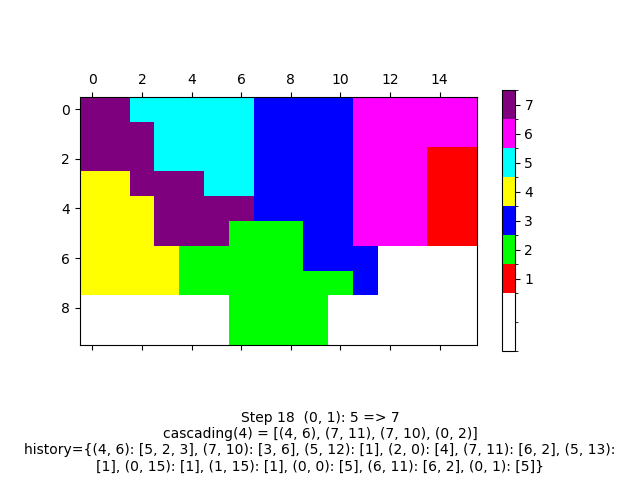 0 2 4 6 8 10 12 14
0
2
4
6
8
7
6
5
4
3
2
1
Step 18  (0, 1): 5 => 7
cascading(4) = [(4, 6), (7, 11), (7, 10), (0, 2)]
history={(4, 6): [5, 2, 3], (7, 10): [3, 6], (5, 12): [1], (2, 0): [4], (7, 11): [6, 2], (5, 13):
[1], (0, 15): [1], (1, 15): [1], (0, 0): [5], (6, 11): [6, 2], (0, 1): [5]}